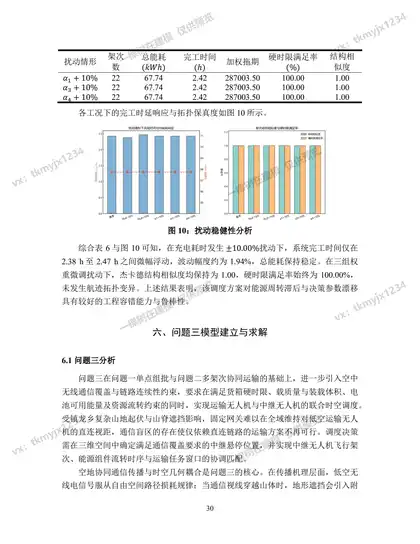 扰动情形 架次数 总能耗(kWh) 完工时间(h) 加权拖期 硬时限满足率(%) 结构相似度
α₁ + 10% 22 67.74 2.42 287003.50 100.00 1.00
α₃ + 10% 22 67.74 2.42 287003.50 100.00 1.00
α₄ + 10% 22 67.74 2.42 287003.50 100.00 1.00
各工况下的完工时延响应与拓扑保真度如图 10 所示。
图 10：扰动稳健性分析
综合表 6 与图 10 可知，在充电耗时发生 ±10.00%扰动下，系统完工时间仅在
2.38 h 至 2.47 h 之间微幅浮动，波动幅度约为 1.94%，总能耗保持稳定。在三组权
重微调扰动下，杰卡德结构相似度均保持为 1.00，硬时限满足率始终为 100.00%，
未发生航迹拓扑变异。上述结果表明，该调度方案对能源周转滞后与决策参数漂移
具有较好的工程容错能力与鲁棒性。
六、问题三模型建立与求解
6.1 问题三分析
问题三在问题一单点组批与问题二多架次协同运输的基础上，进一步引入空中
无线通信覆盖与链路连续性约束，要求在满足货箱硬时限、载质量与装载体积、电
池可用能量及资源流转约束的同时，实现运输无人机与中继无人机的联合时空调度。
受镇龙乡复杂山地起伏与山脊遮挡影响，固定网关难以在全域维持对低空运输无人
机的直连视距，通信盲区的存在使仅依赖直连链路的运输方案不再可行。调度决策
需在三维空间中确定满足通信覆盖要求的中继悬停位置，并实现中继无人机飞行架
次、能源组件流转时序与运输任务窗口的协调匹配。
空地协同通信传播与时空几何耦合是问题三的核心。在传播机理层面，低空无
线电信号服从自由空间路径损耗规律；当通信视线穿越山体时，地形遮挡会引入附
30
vx: tkmyjx1234